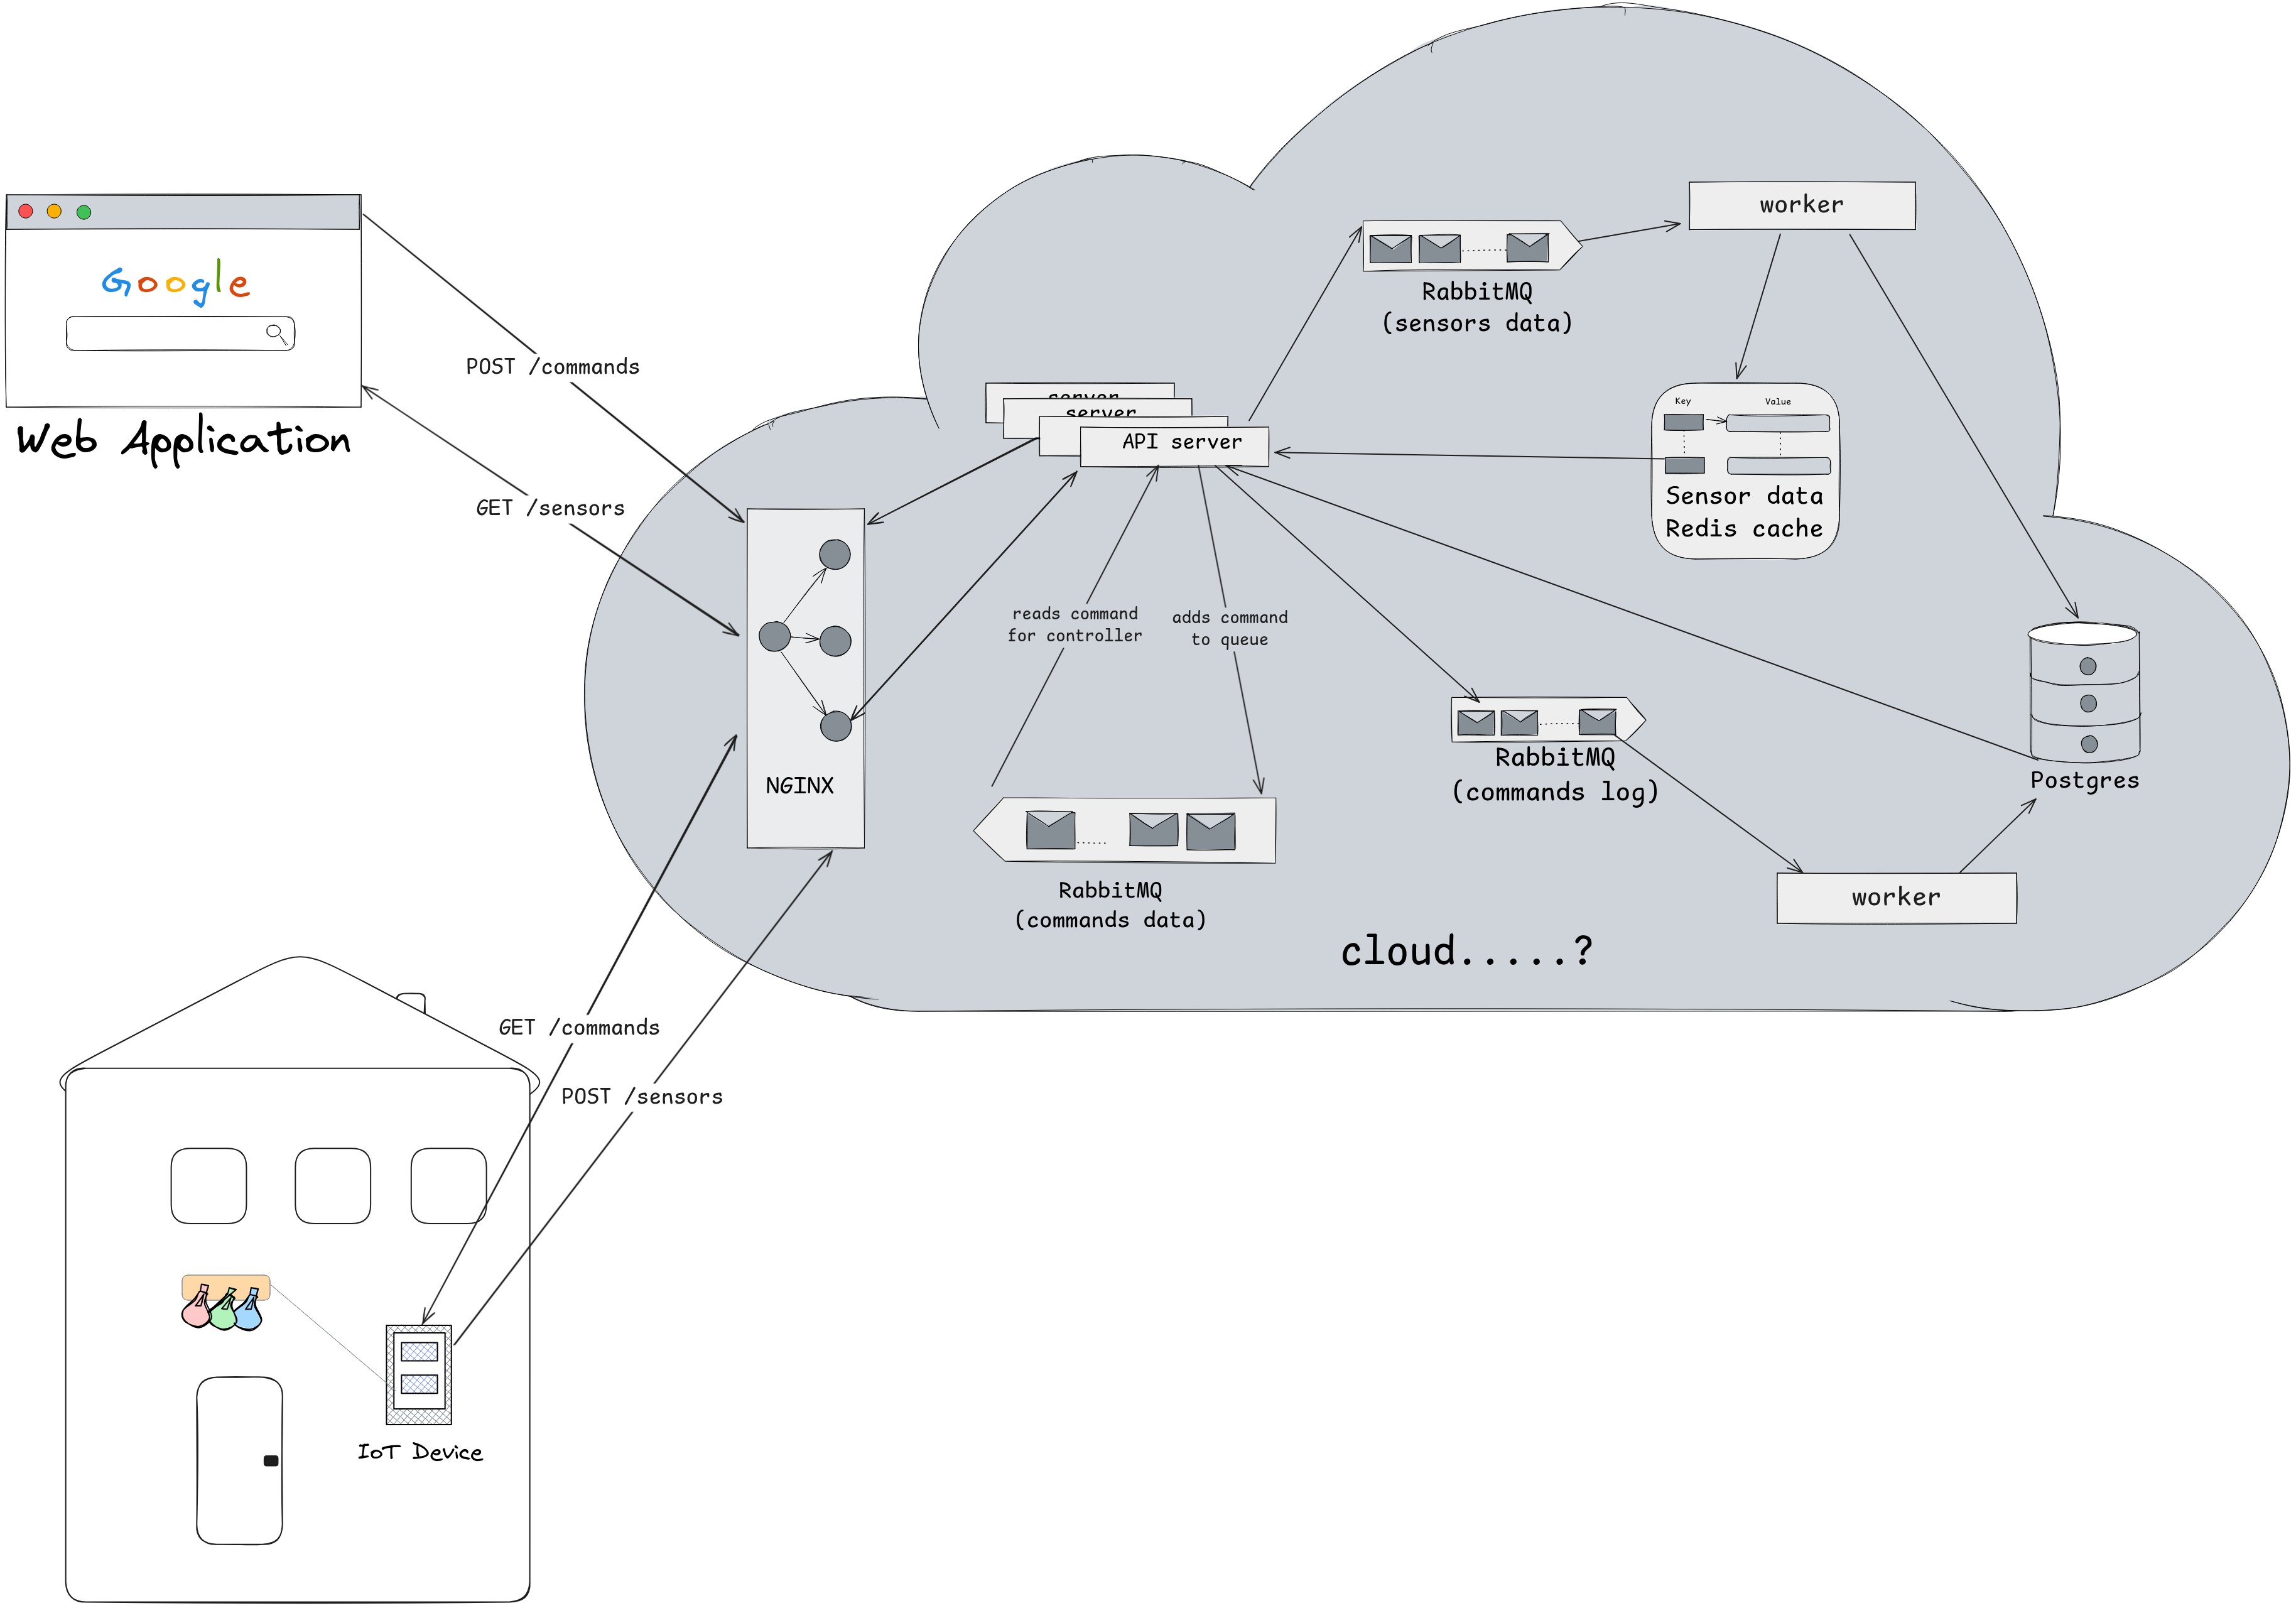 Google
Web Application
POST /commands
GET /sensors
GET /commands
POST /sensors
IoT Device
NGINX
server
server
API server
reads command
for controller
adds command
to queue
RabbitMQ
(sensors data)
worker
Key
Value
Sensor data
Redis cache
RabbitMQ
(commands data)
RabbitMQ
(commands log)
Postgres
worker
cloud.....?